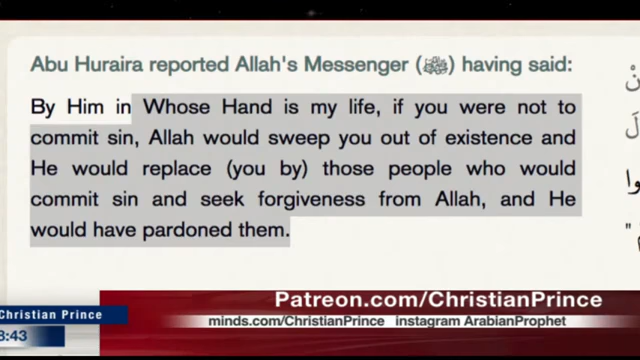 Abu Huraira reported Allah's Messenger (ﷺ) having said:
By Him in Whose Hand is my life, if you were not to
commit sin, Allah would sweep you out of existence and
He would replace (you by) those people who would
commit sin and seek forgiveness from Allah, and He
would have pardoned them.
Patreon.com/ChristianPrince
Christian Prince
minds.com/ChristianPrince instagram ArabianProphet
8:43